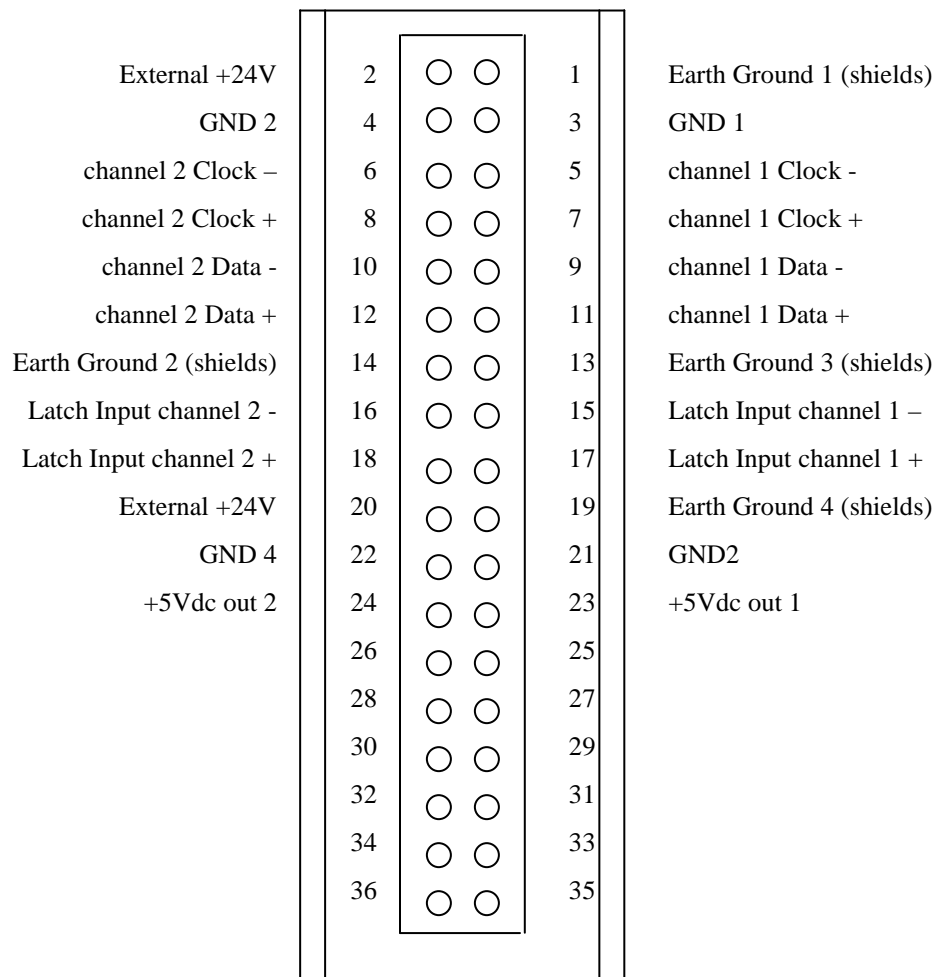 External +24V 2 1 Earth Ground 1 (shields)
GND 2 4 3 GND 1
channel 2 Clock – 6 5 channel 1 Clock -
channel 2 Clock + 8 7 channel 1 Clock +
channel 2 Data - 10 9 channel 1 Data -
channel 2 Data + 12 11 channel 1 Data +
Earth Ground 2 (shields) 14 13 Earth Ground 3 (shields)
Latch Input channel 2 - 16 15 Latch Input channel 1 –
Latch Input channel 2 + 18 17 Latch Input channel 1 +
External +24V 20 19 Earth Ground 4 (shields)
GND 4 22 21 GND2
+5Vdc out 2 24 23 +5Vdc out 1
26 25
28 27
30 29
32 31
34 33
36 35